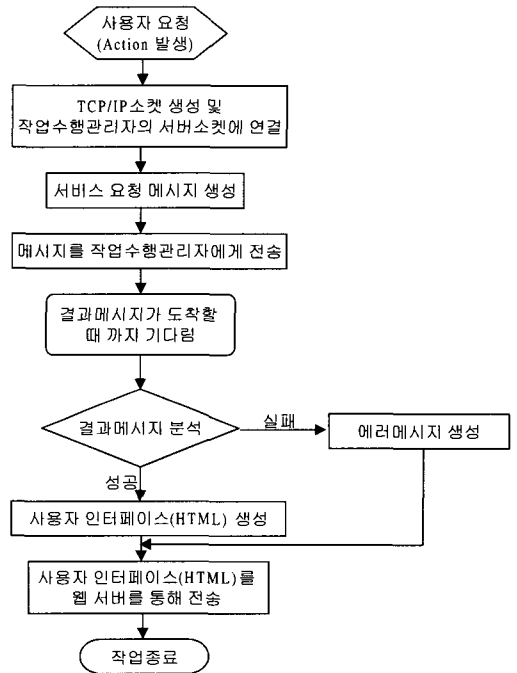 사용자 요청
(Action 발생)
TCP/IP소켓 생성 및
작업수행관리자의 서버소켓에 연결
서비스 요청 메시지 생성
메시지를 작업수행관리자에게 전송
결과메시지가 도착할
때 까지 기다림
결과메시지 분석
실패
에러메시지 생성
성공
사용자 인터페이스(HTML) 생성
사용자 인터페이스(HTML)를
웹 서버를 통해 전송
작업종료